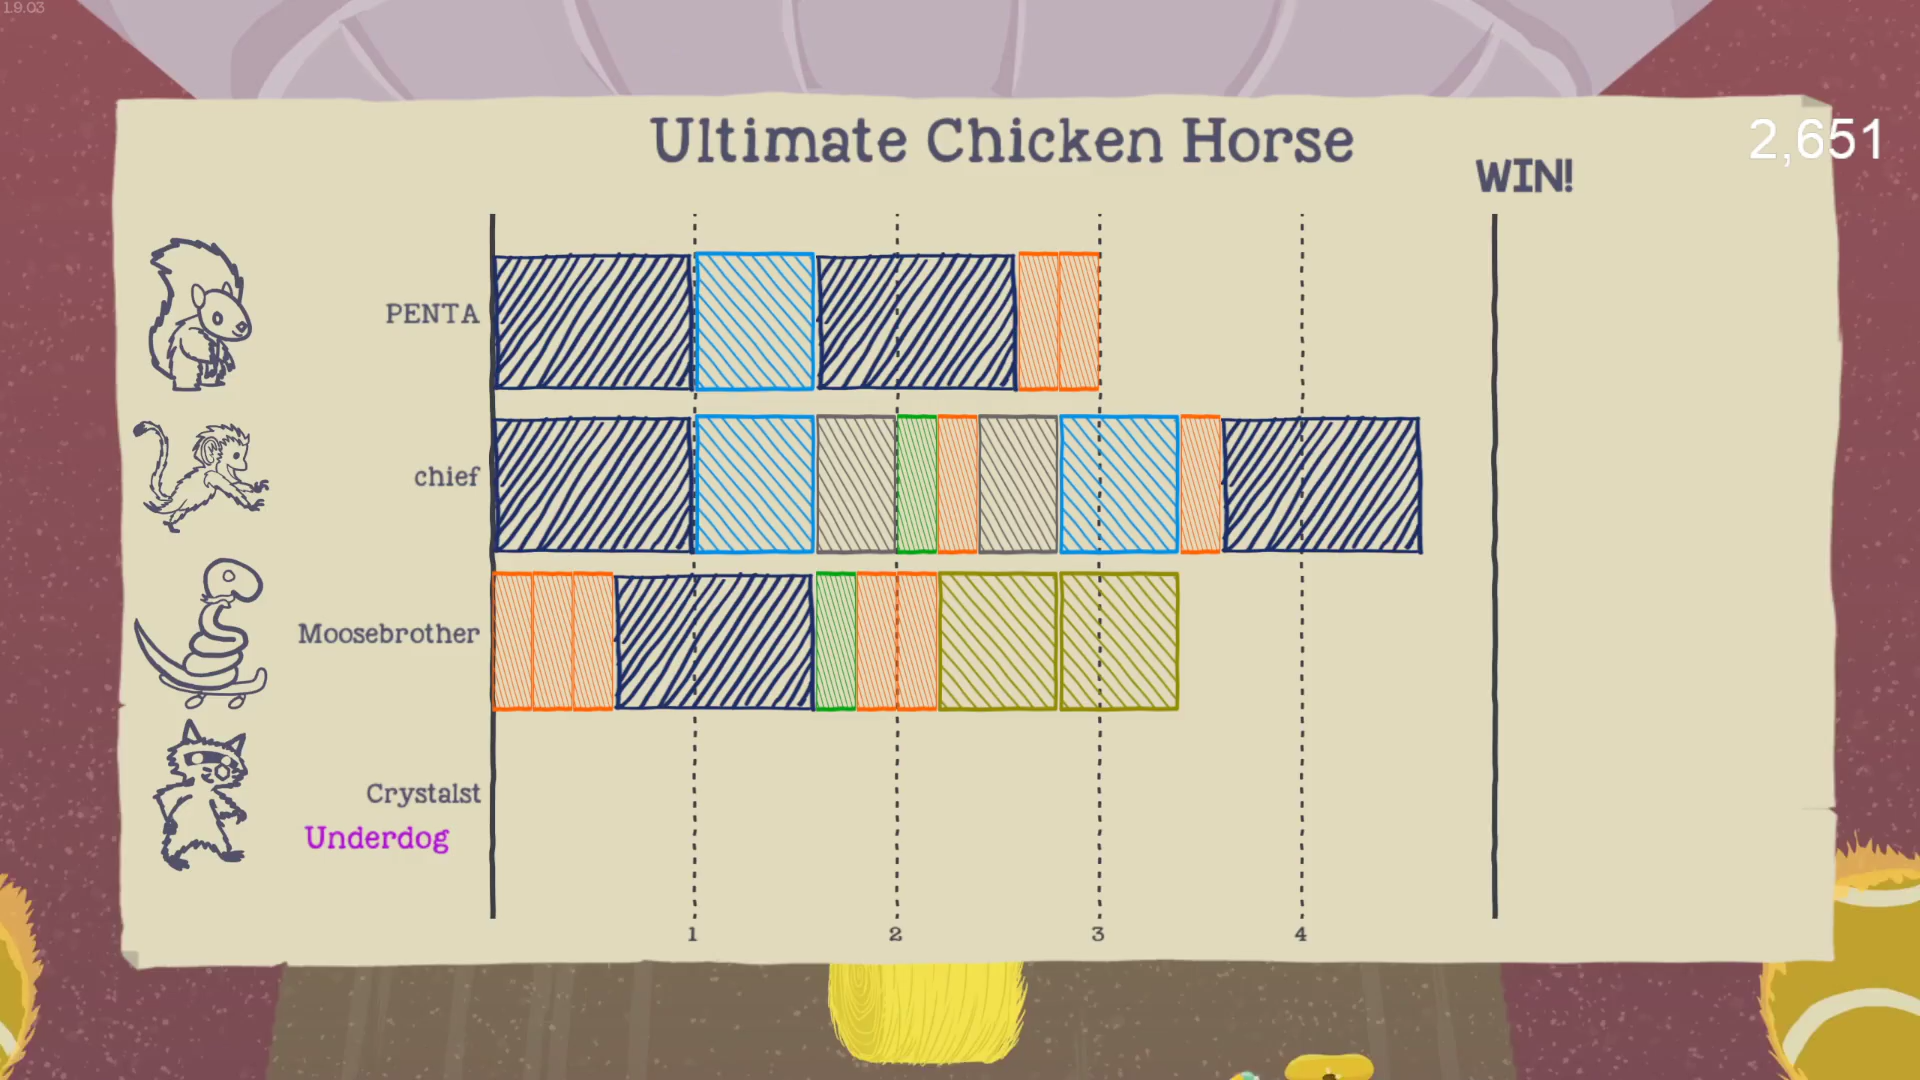 1.9.03
Ultimate Chicken Horse
2,651
WIN!
PENTA
chief
Moosebrother
Crystalst
Underdog
1 2 3 4